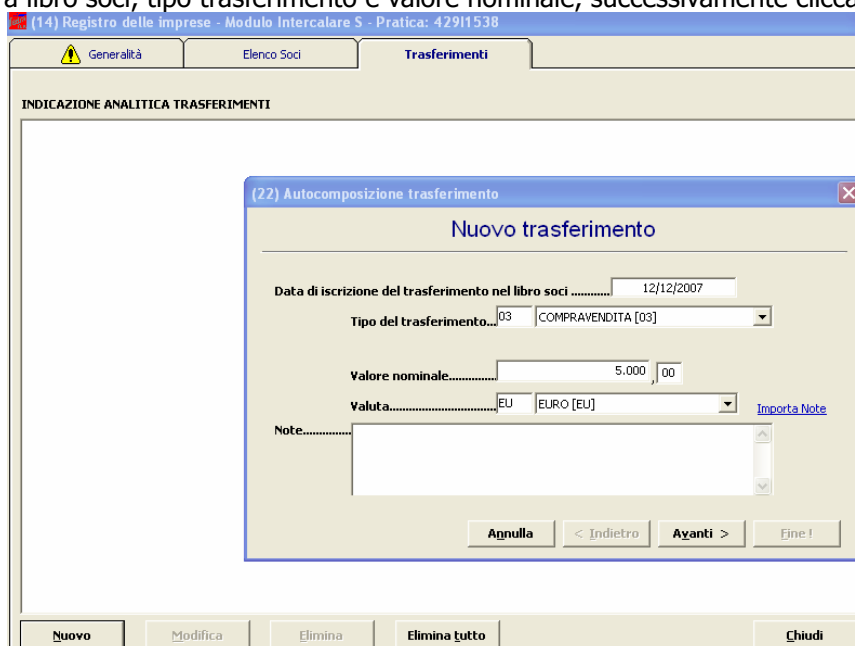 a libro soci, tipo trasferimento e valore nominale, successivamente clicca
(14) Registro delle imprese - Modulo Intercalare S - Pratica: 429I1538
Generalità Elenco Soci Trasferimenti
INDICAZIONE ANALITICA TRASFERIMENTI
(22) Autocomposizione trasferimento
Nuovo trasferimento
Data di iscrizione del trasferimento nel libro soci ............ 12/12/2007
Tipo del trasferimento... 03 COMPRAVENDITA [03]
Valore nominale............... 5.000 , 00
Valuta.................................. EU EURO [EU] Importa Note
Note...............
Annulla < Indietro Avanti > Fine !
Nuovo Modifica Elimina Elimina tutto Chiudi